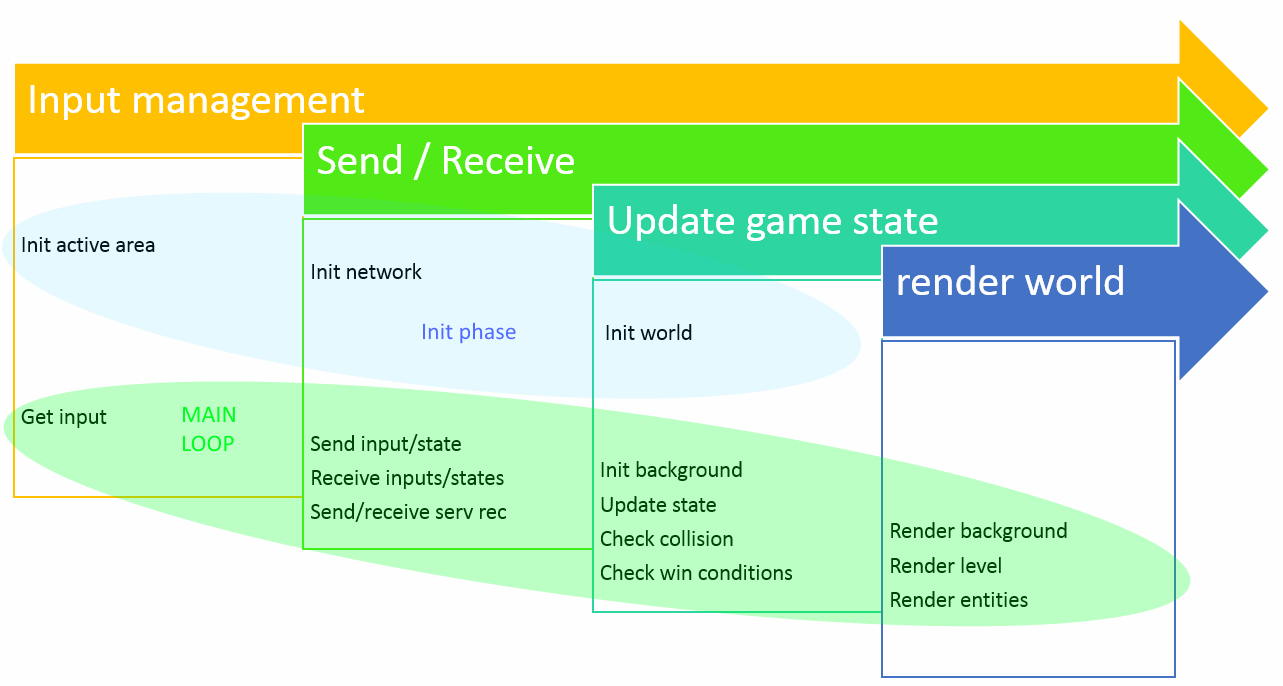 Input management
Send / Receive
Update game state
render world
Init active area
Init network
Init phase
Init world
Get input
MAIN
LOOP
Send input/state
Receive inputs/states
Send/receive serv rec
Init background
Update state
Check collision
Check win conditions
Render background
Render level
Render entities